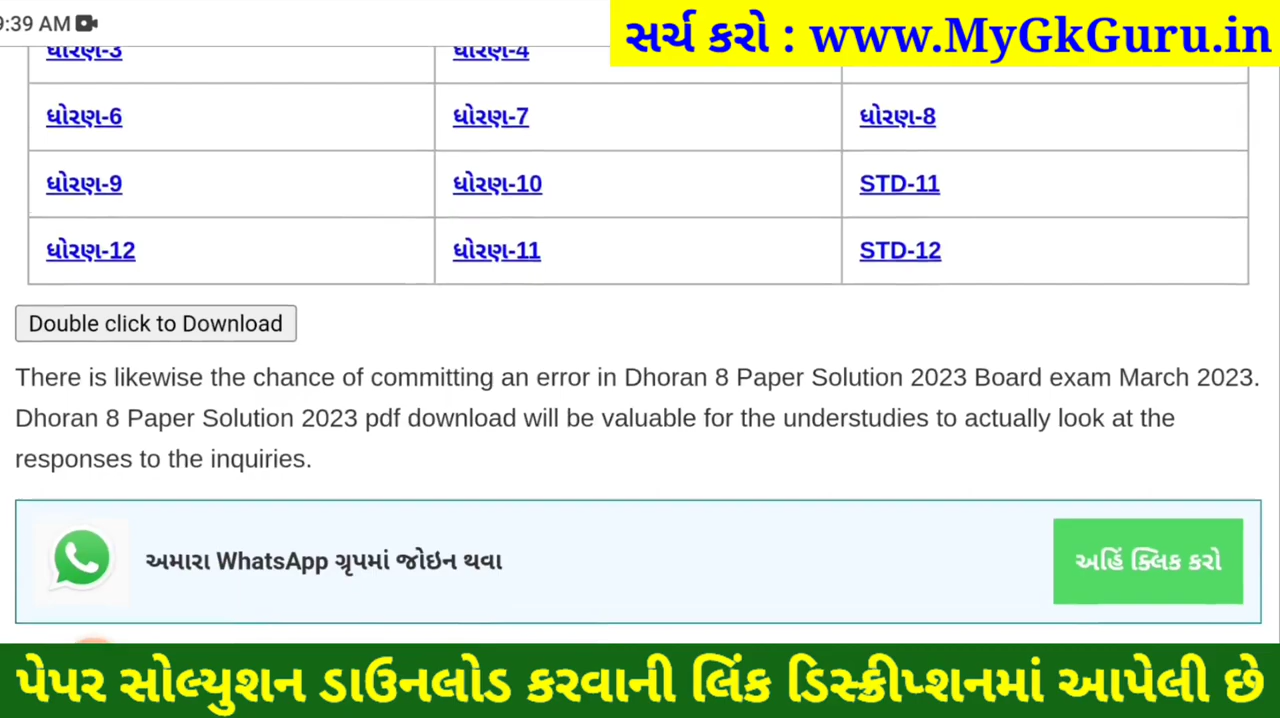 9:39 AM
સર્ચ કરો : www.MyGkGuru.in
ધોરણ-3 ધોરણ-4
ધોરણ-6 ધોરણ-7 ધોરણ-8
ધોરણ-9 ધોરણ-10 STD-11
ધોરણ-12 ધોરણ-11 STD-12
Double click to Download
There is likewise the chance of committing an error in Dhoran 8 Paper Solution 2023 Board exam March 2023.
Dhoran 8 Paper Solution 2023 pdf download will be valuable for the understudies to actually look at the
responses to the inquiries.
અમારા WhatsApp ગૃપમાં જોઇન થવા
અહિં ક્લિક કરો
પેપર સોલ્યુશન ડાઉનલોડ કરવાની લિંક ડિસ્ક્રીપ્શનમાં આપેલી છે